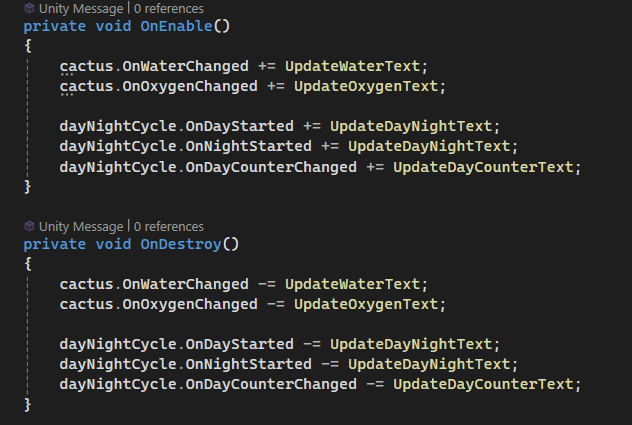 Unity Message | 0 references
private void OnEnable()
{
cactus.OnWaterChanged += UpdateWaterText;
cactus.OnOxygenChanged += UpdateOxygenText;
dayNightCycle.OnDayStarted += UpdateDayNightText;
dayNightCycle.OnNightStarted += UpdateDayNightText;
dayNightCycle.OnDayCounterChanged += UpdateDayCounterText;
}
Unity Message | 0 references
private void OnDestroy()
{
cactus.OnWaterChanged -= UpdateWaterText;
cactus.OnOxygenChanged -= UpdateOxygenText;
dayNightCycle.OnDayStarted -= UpdateDayNightText;
dayNightCycle.OnNightStarted -= UpdateDayNightText;
dayNightCycle.OnDayCounterChanged -= UpdateDayCounterText;
}